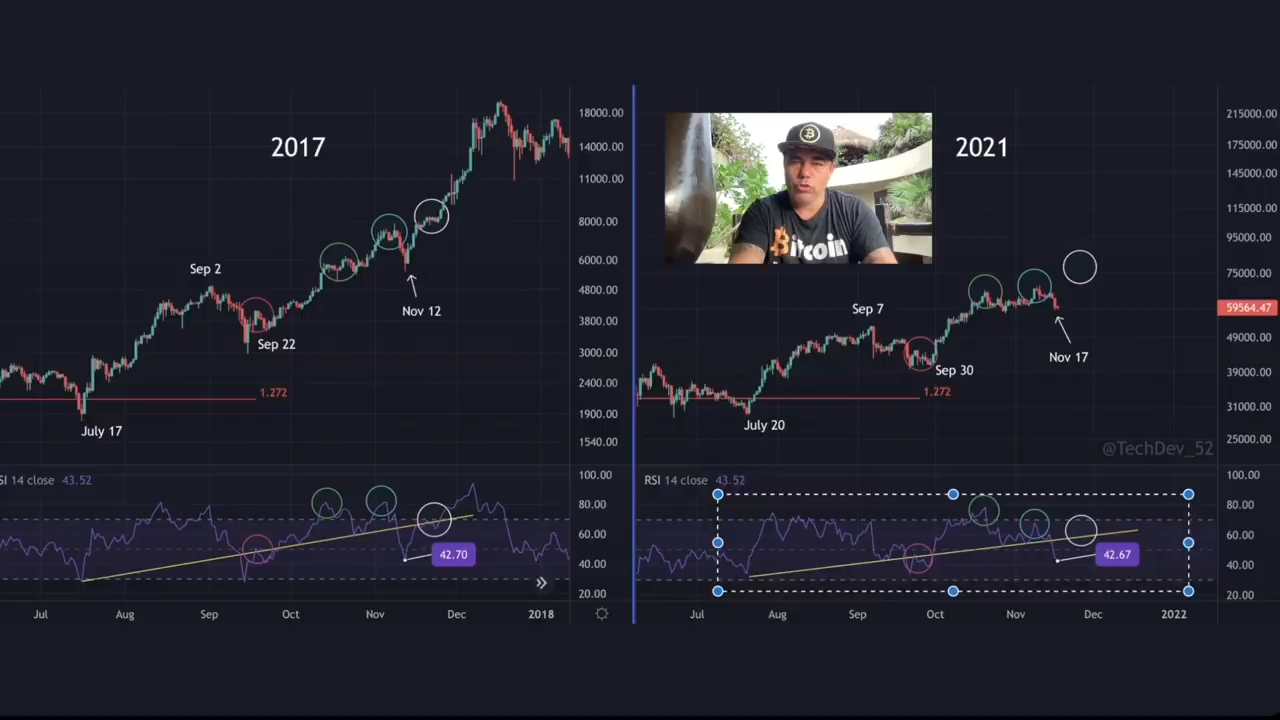 2017
Sep 2
Sep 22
Nov 12
July 17
1.272
18000.00
14000.00
11000.00
8000.00
6000.00
4800.00
3800.00
3000.00
2400.00
1900.00
1540.00
SI 14 close 43.52
42.70
100.00
80.00
60.00
40.00
20.00
Jul
Aug
Sep
Oct
Nov
Dec
2018
Bitcoin
2021
Sep 7
Sep 30
Nov 17
July 20
1.272
@TechDev_52
215000.00
175000.00
145000.00
115000.00
95000.00
75000.00
59564.47
49000.00
39000.00
31000.00
25000.00
RSI 14 close 43.52
42.67
100.00
80.00
60.00
40.00
20.00
Jul
Aug
Sep
Oct
Nov
Dec
2022